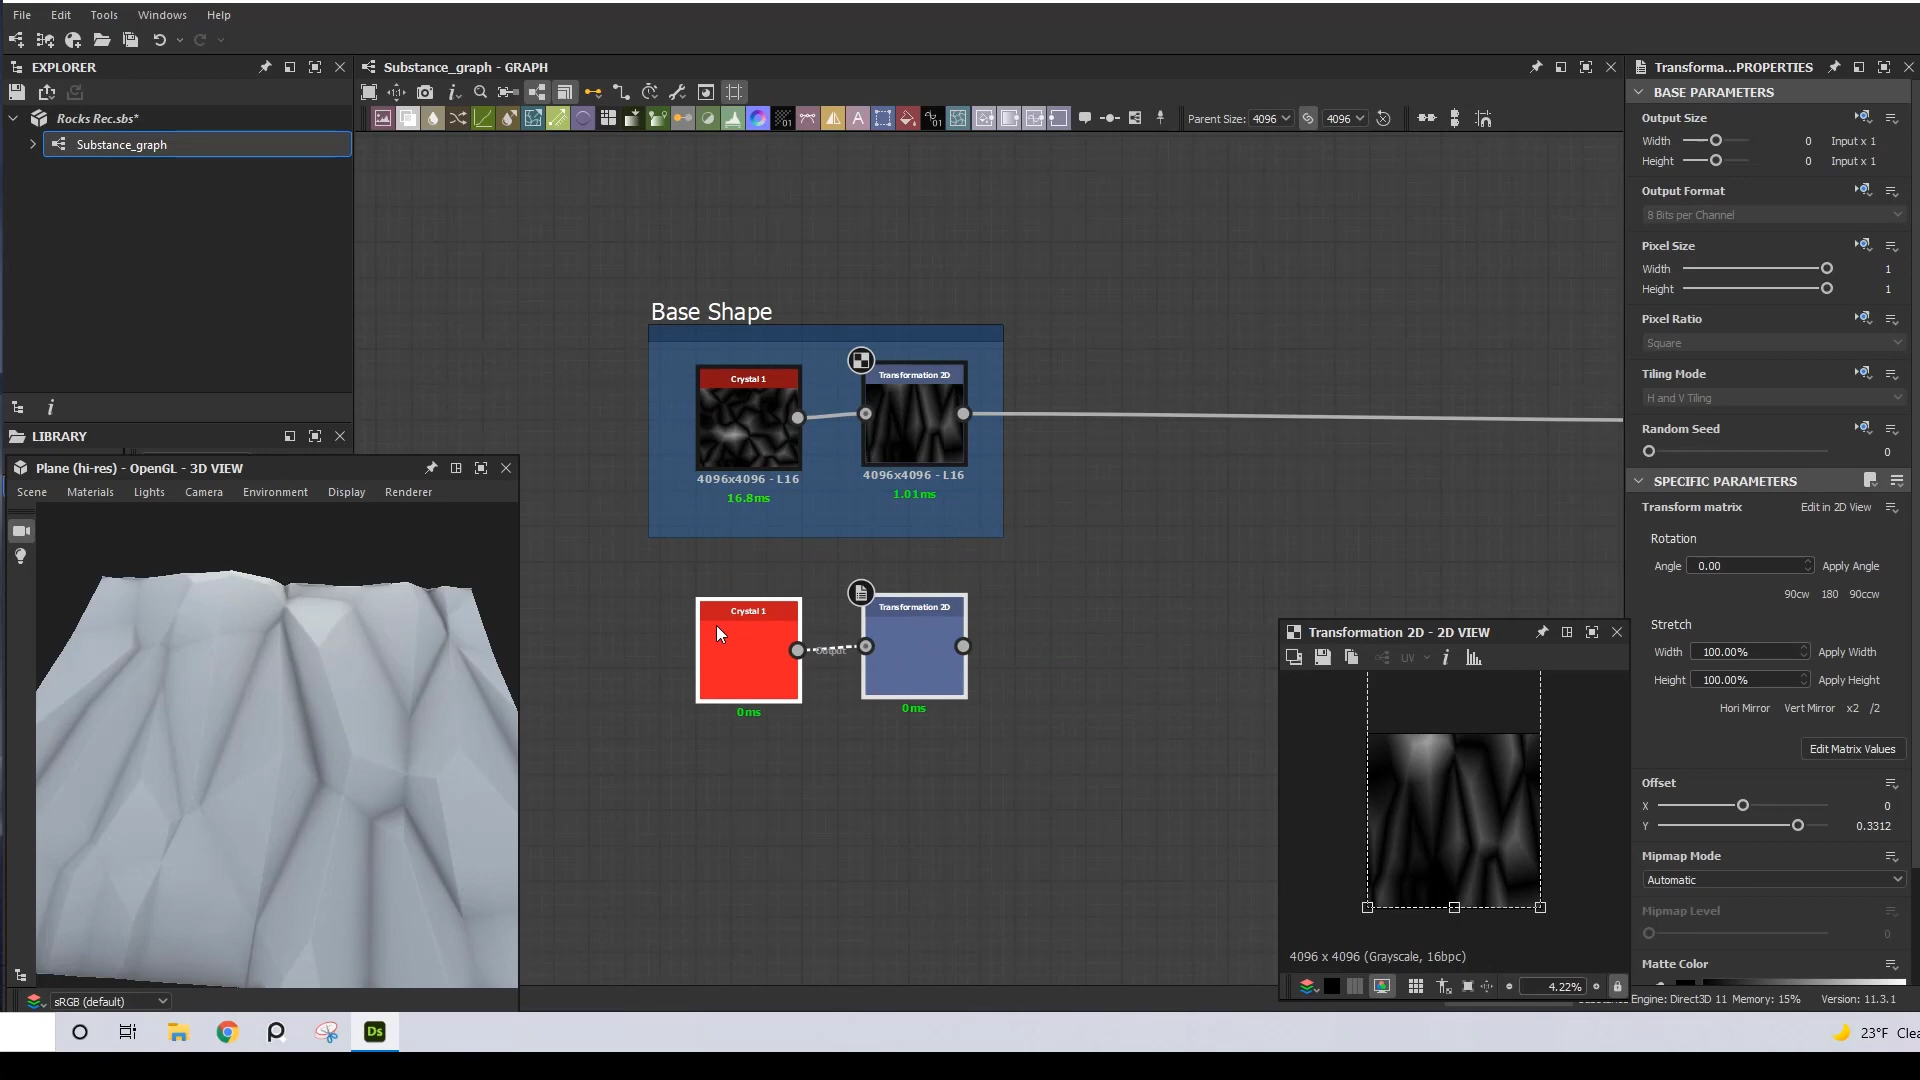 File Edit Tools Windows Help
EXPLORER
Rocks Rec.sbs*
Substance_graph
LIBRARY
Substance_graph - GRAPH
Parent Size: 4096 4096
Base Shape
Crystal 1
4096x4096 - L16
16.8ms
Transformation 2D
4096x4096 - L16
1.01ms
Crystal 1
0ms
Output
Transformation 2D
0ms
Plane (hi-res) - OpenGL - 3D VIEW
Scene Materials Lights Camera Environment Display Renderer
sRGB (default)
Transformation 2D - 2D VIEW
UV
4096 x 4096 (Grayscale, 16bpc)
4.22%
Transforma...PROPERTIES
BASE PARAMETERS
Output Size
Width 0 Input x 1
Height 0 Input x 1
Output Format
8 Bits per Channel
Pixel Size
Width 1
Height 1
Pixel Ratio
Square
Tiling Mode
H and V Tiling
Random Seed
0
SPECIFIC PARAMETERS
Transform matrix Edit in 2D View
Rotation
Angle 0.00 Apply Angle
90cw 180 90ccw
Stretch
Width 100.00% Apply Width
Height 100.00% Apply Height
Hori Mirror Vert Mirror x2 /2
Edit Matrix Values
Offset
X 0
Y 0.3312
Mipmap Mode
Automatic
Mipmap Level
0
Matte Color
Engine: Direct3D 11 Memory: 15% Version: 11.3.1
Ds
23°F Clea